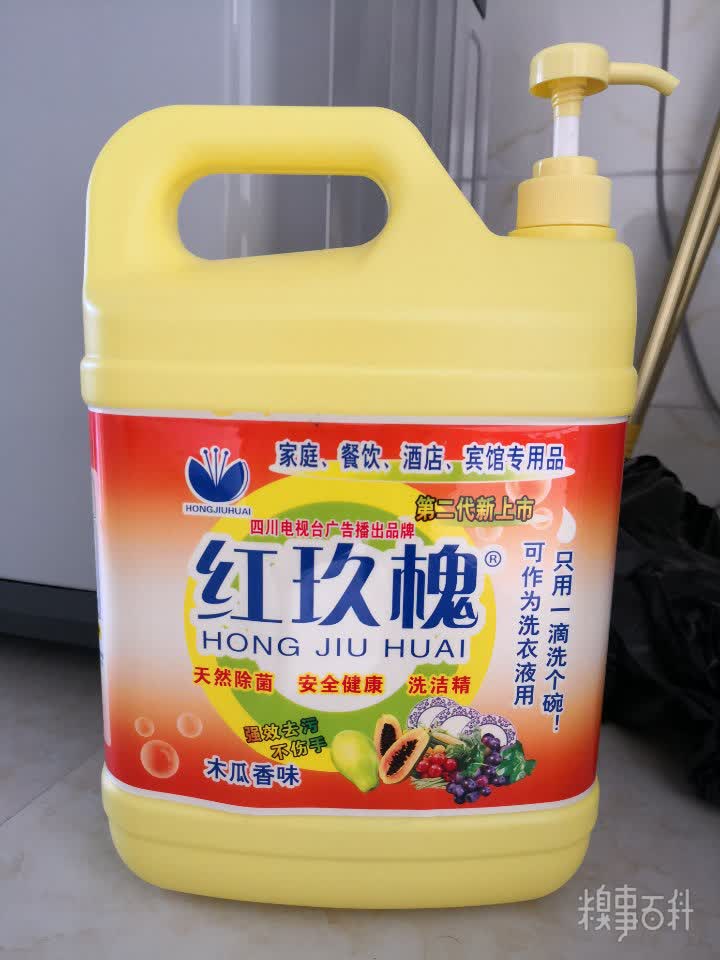 家庭、餐饮、酒店、宾馆专用品
HONGJIUHUAI
第二代新上市
四川电视台广告播出品牌
红玖槐®
HONG JIU HUAI
天然除菌 安全健康 洗洁精
强效去污
不伤手
木瓜香味
只用一滴洗个碗!
可作为洗衣液用
糗事百科